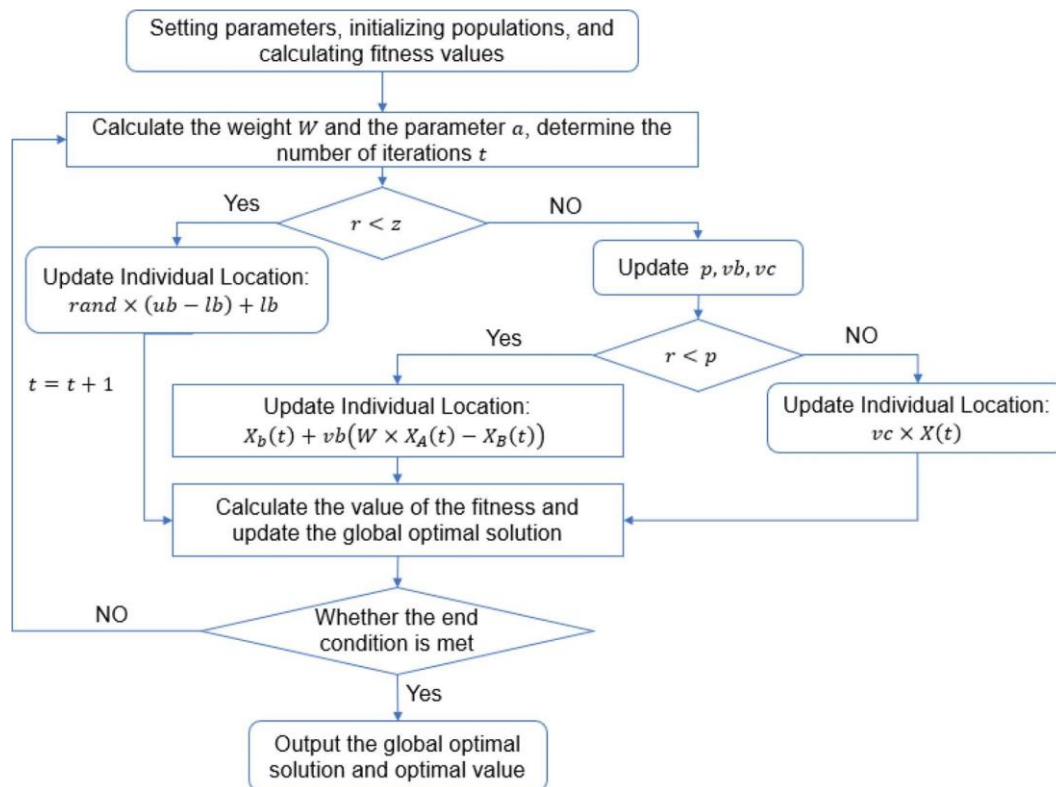 Setting parameters, initializing populations, and
calculating fitness values
Calculate the weight W and the parameter a, determine the
number of iterations t
Yes
r < z
NO
Update Individual Location:
rand × (ub − lb) + lb
Update p, vb, vc
Yes
r < p
NO
t = t + 1
Update Individual Location:
X_b(t) + vb(W × X_A(t) − X_B(t))
Update Individual Location:
vc × X(t)
Calculate the value of the fitness and
update the global optimal solution
NO
Whether the end
condition is met
Yes
Output the global optimal
solution and optimal value